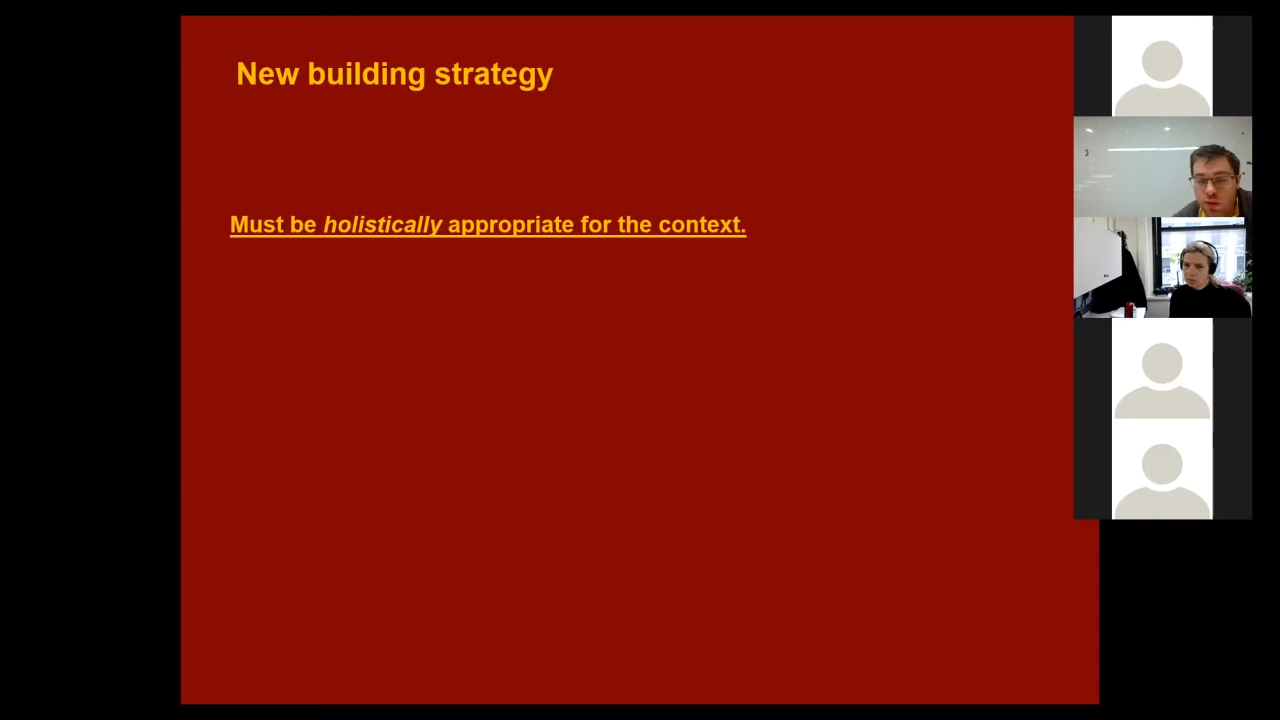 New building strategy
Must be holistically appropriate for the context.